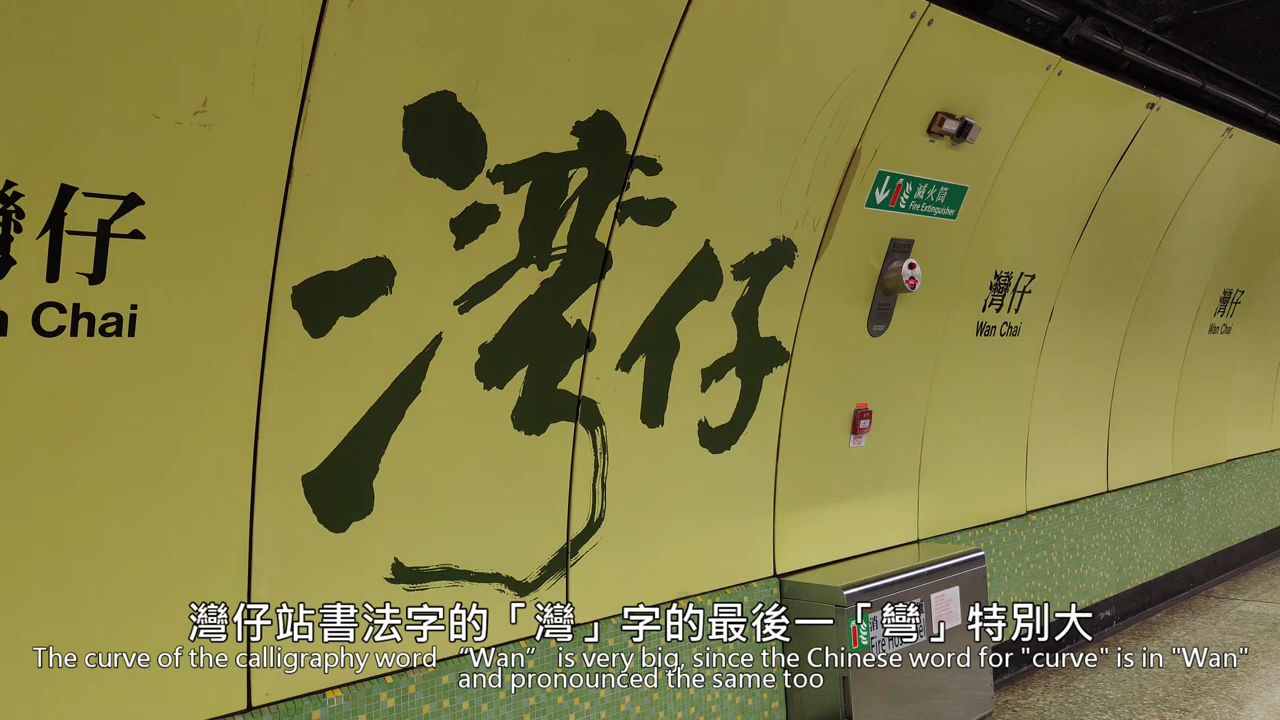 灣仔
灣仔
n Chai
滅火筒
Fire Extinguisher
灣仔
Wan Chai
灣仔
Wan Chai
灣仔站書法字的「灣」字的最後一「彎」特別大
The curve of the calligraphy word “Wan” is very big, since the Chinese word for "curve" is in "Wan"
and pronounced the same too